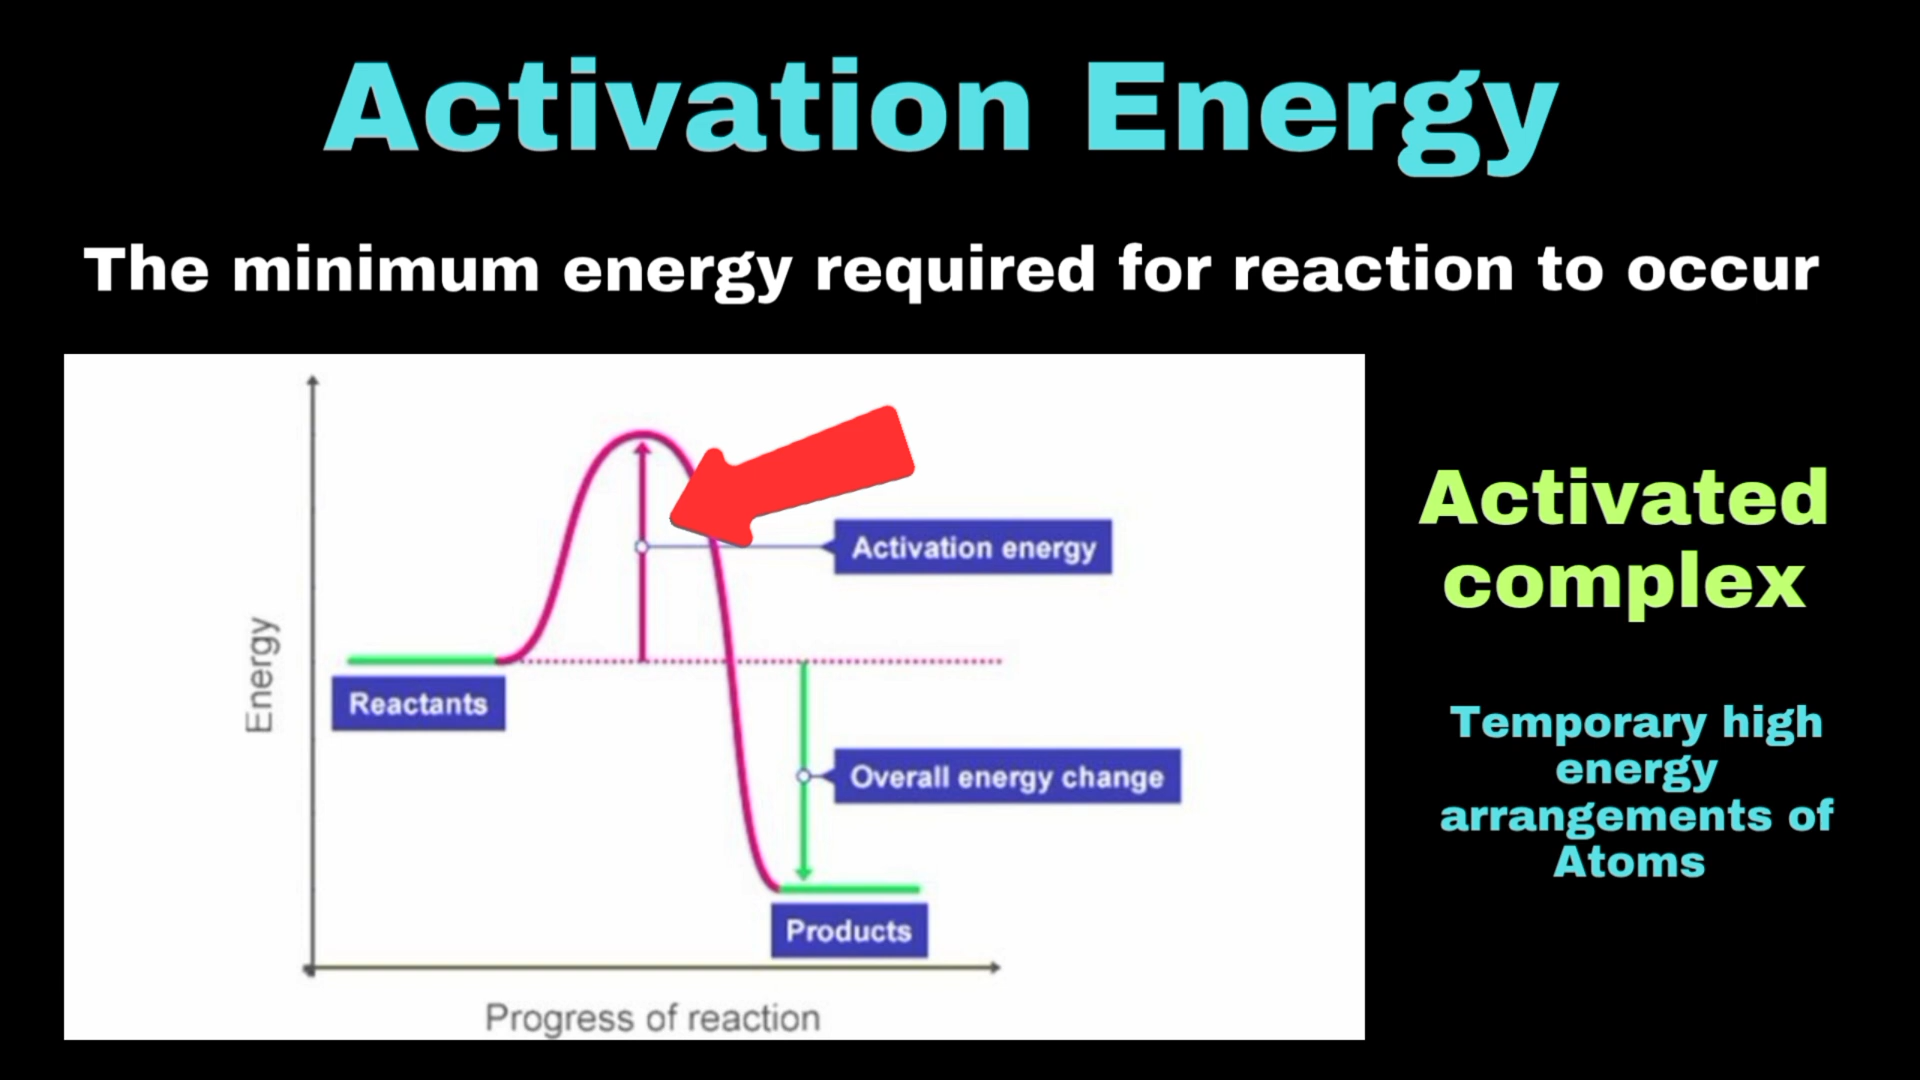 Activation Energy
The minimum energy required for reaction to occur
Activation energy
Reactants
Energy
Overall energy change
Products
Progress of reaction
Activated
complex
Temporary high
energy
arrangements of
Atoms